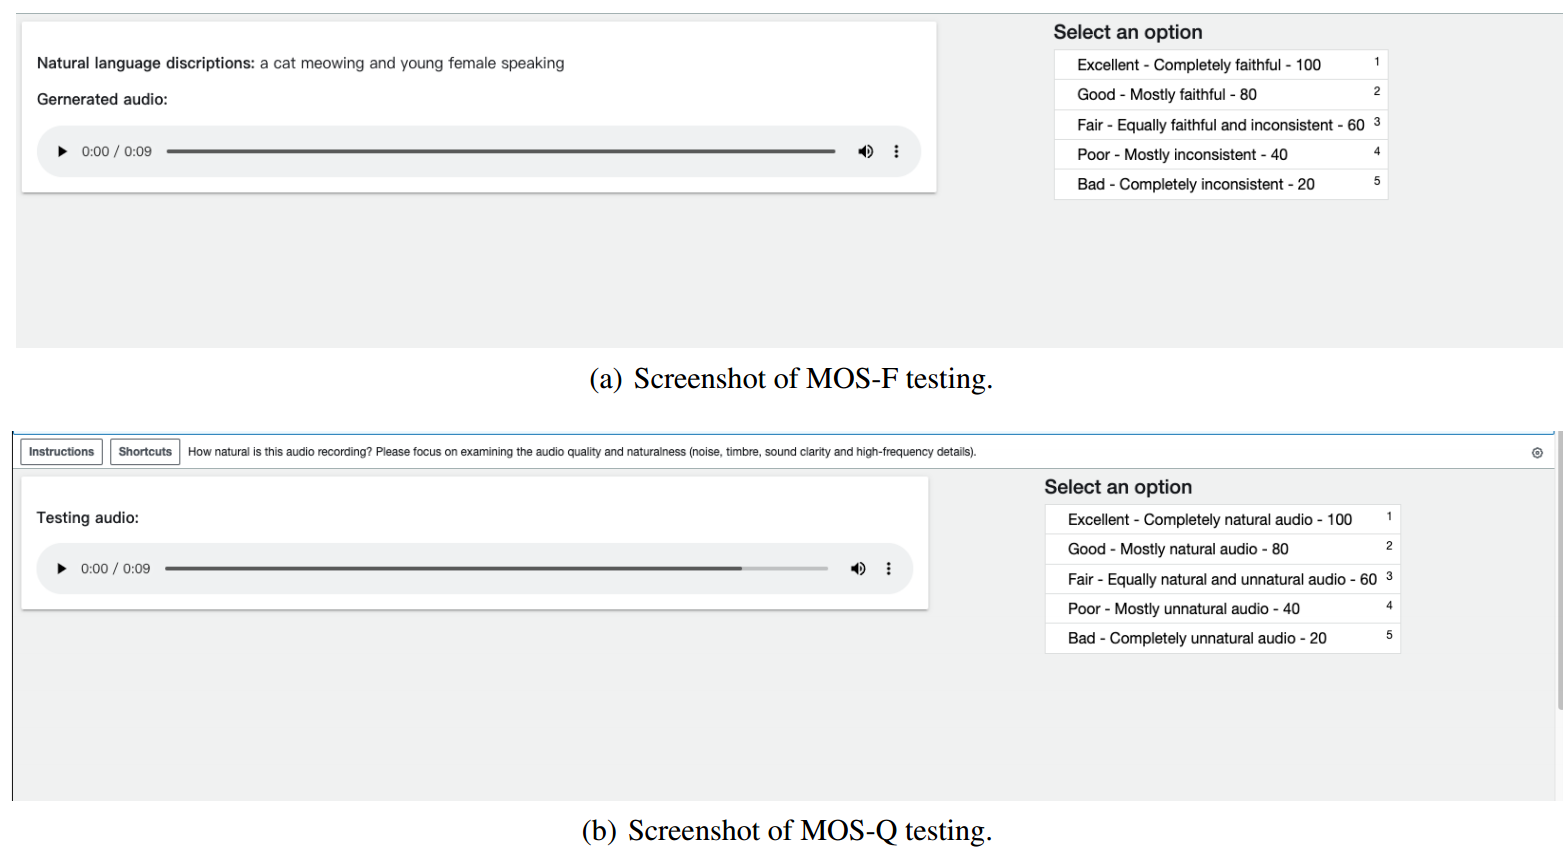 Natural language discriptions: a cat meowing and young female speaking
Gernerated audio:
0:00 / 0:09
Select an option
Excellent - Completely faithful - 100 1
Good - Mostly faithful - 80 2
Fair - Equally faithful and inconsistent - 60 3
Poor - Mostly inconsistent - 40 4
Bad - Completely inconsistent - 20 5
(a) Screenshot of MOS-F testing.
Instructions Shortcuts How natural is this audio recording? Please focus on examining the audio quality and naturalness (noise, timbre, sound clarity and high-frequency details).
Testing audio:
0:00 / 0:09
Select an option
Excellent - Completely natural audio - 100 1
Good - Mostly natural audio - 80 2
Fair - Equally natural and unnatural audio - 60 3
Poor - Mostly unnatural audio - 40 4
Bad - Completely unnatural audio - 20 5
(b) Screenshot of MOS-Q testing.